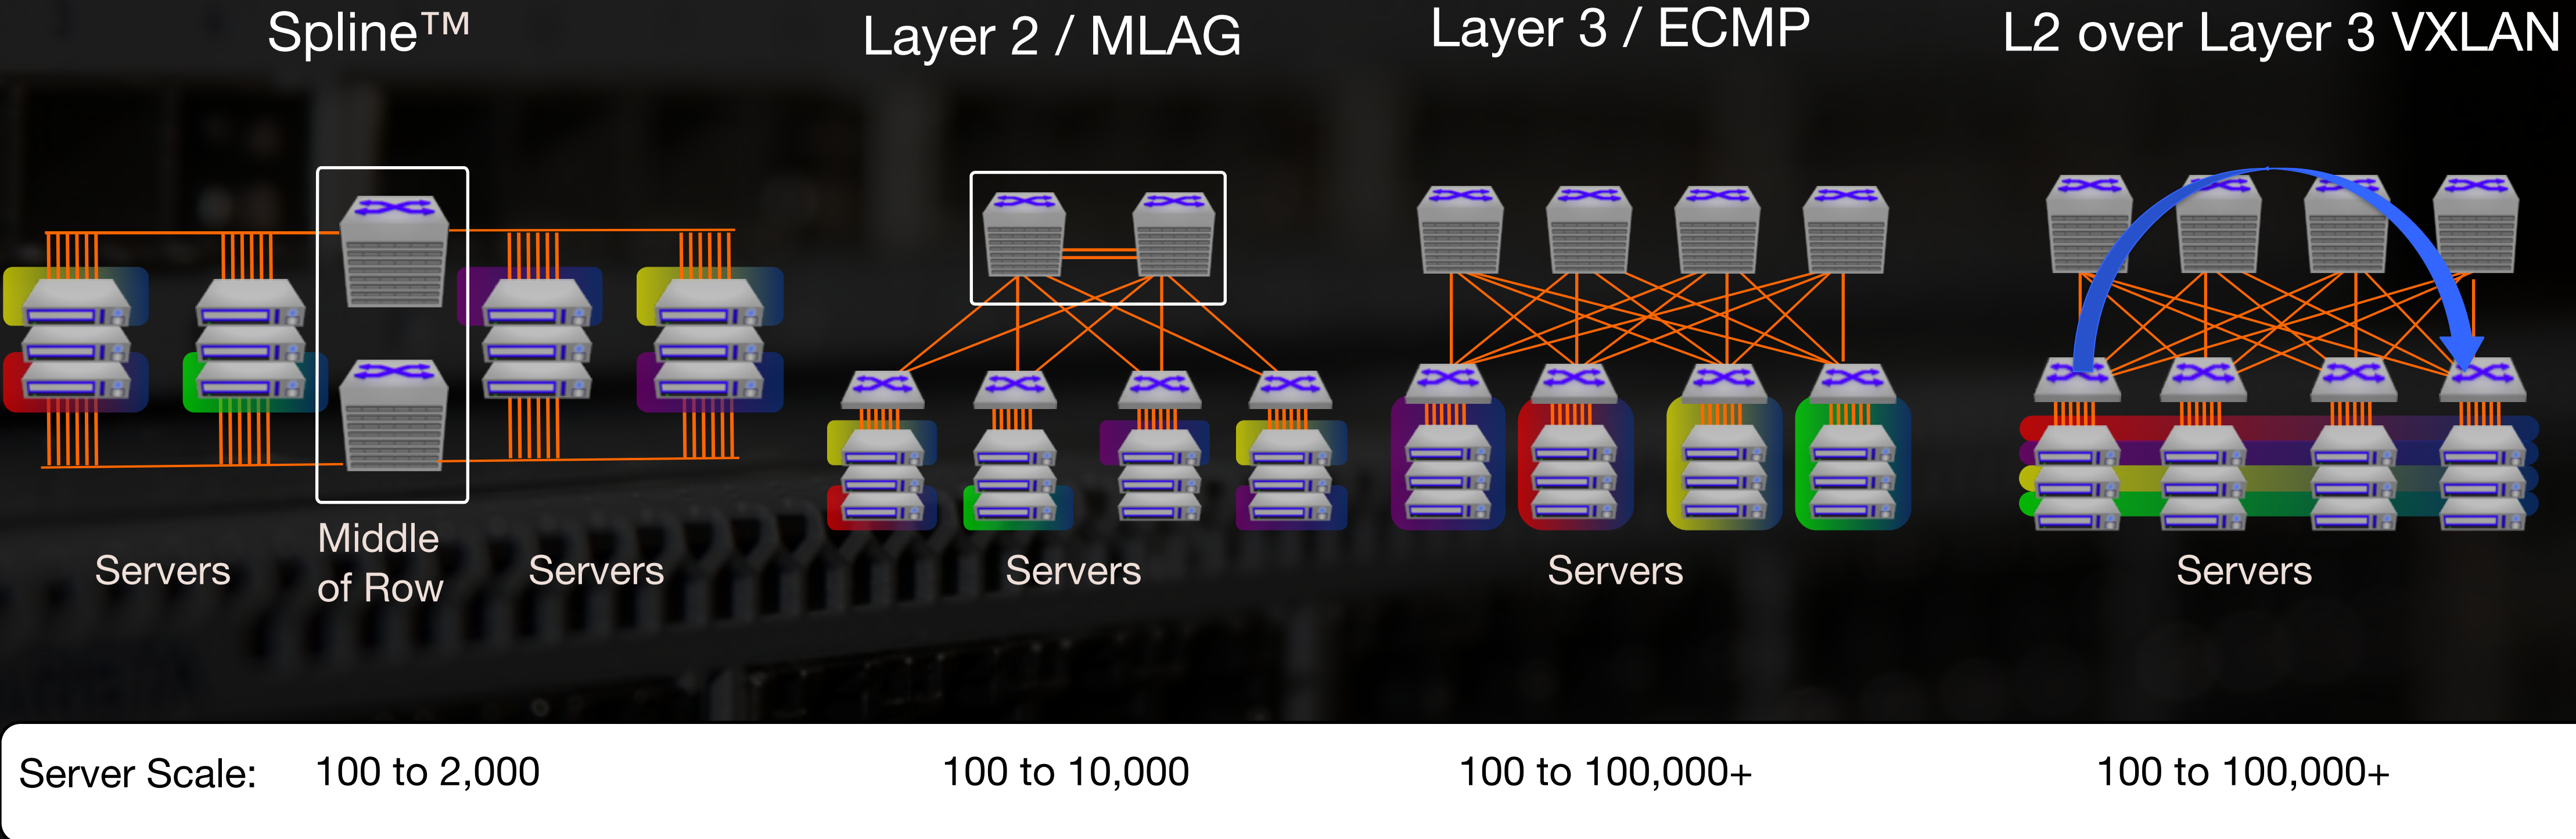 Spline™
Layer 2 / MLAG
Layer 3 / ECMP
L2 over Layer 3 VXLAN
Servers
Middle
of Row
Servers
Servers
Servers
Servers
Server Scale:
100 to 2,000
100 to 10,000
100 to 100,000+
100 to 100,000+